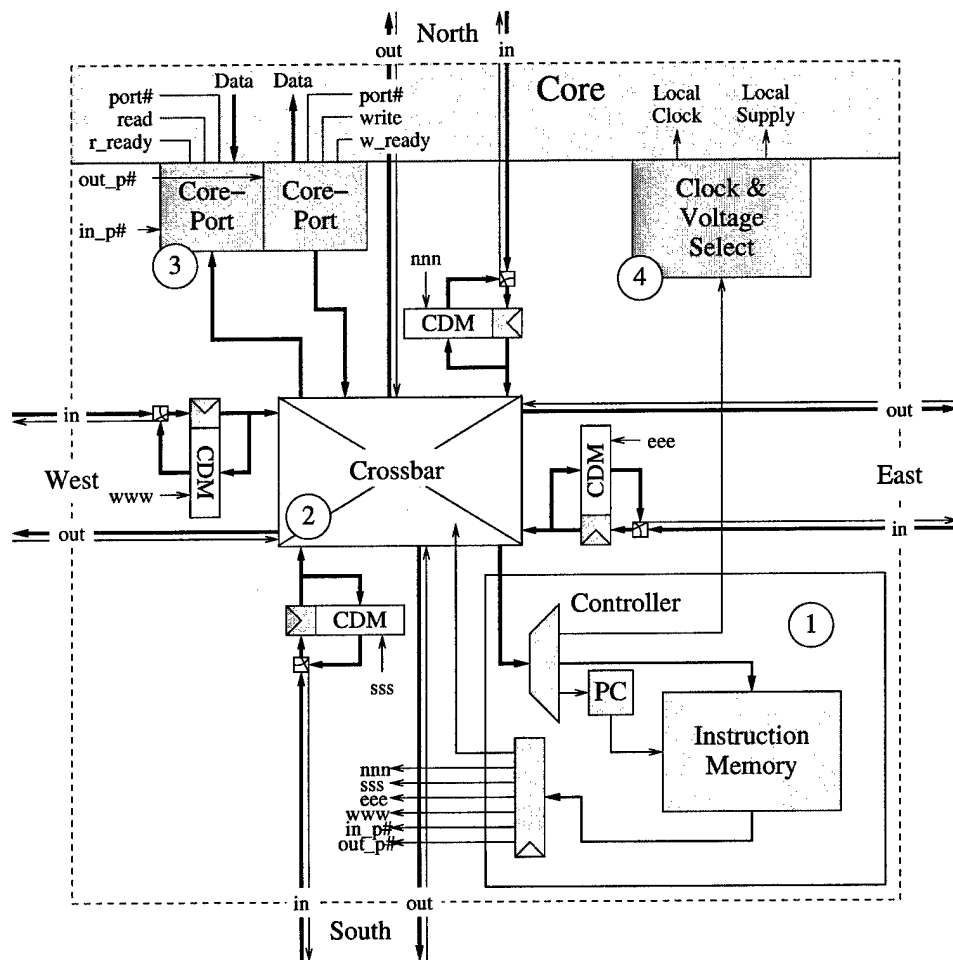 North
out
in
Core
Data
Data
port#
read
r_ready
port#
write
w_ready
Local
Clock
Local
Supply
out_p#
in_p#
Core–
Port
Core–
Port
3
Clock &
Voltage
Select
4
nnn
CDM
in
out
West
CDM
www
out
Crossbar
2
CDM
eee
East
in
CDM
sss
Controller
1
PC
Instruction
Memory
nnn
sss
eee
www
in_p#
out_p#
in
out
South